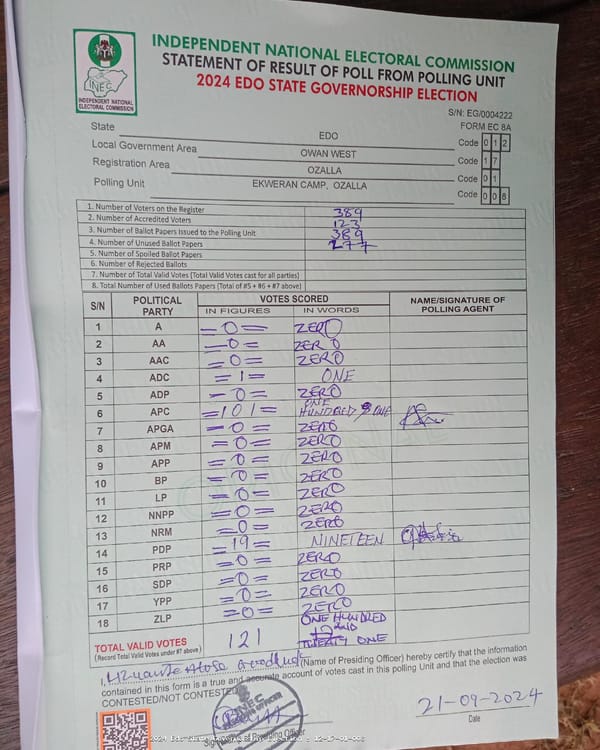 INDEPENDENT NATIONAL ELECTORAL COMMISSION
STATEMENT OF RESULT OF POLL FROM POLLING UNIT
2024 EDO STATE GOVERNORSHIP ELECTION
INEC
INDEPENDENT NATIONAL ELECTORAL COMMISSION
S/N: EG/0004222
FORM EC 8A
State EDO Code 0 1 2
Local Government Area OWAN WEST Code 1 7
Registration Area OZALLA Code 0 1
Polling Unit EKWERAN CAMP, OZALLA Code 0 0 8
1. Number of Voters on the Register 389
2. Number of Accredited Voters 123
3. Number of Ballot Papers Issued to the Polling Unit 389
4. Number of Unused Ballot Papers 277
5. Number of Spoiled Ballot Papers
6. Number of Rejected Ballots
7. Number of Total Valid Votes (Total Valid Votes cast for all parties)
8. Total Number of Used Ballots Papers (Total of #5 + #6 + #7 above)
S/N POLITICAL PARTY VOTES SCORED NAME/SIGNATURE OF POLLING AGENT
IN FIGURES IN WORDS
1 A =0= ZERO
2 AA =0= ZERO
3 AAC =0= ZERO
4 ADC =1= ONE
5 ADP =0= ZERO
6 APC =101= ONE HUNDRED & ONE
7 APGA =0= ZERO
8 APM =0= ZERO
9 APP =0= ZERO
10 BP =0= ZERO
11 LP =0= ZERO
12 NNPP =0= ZERO
13 NRM =0= ZERO
14 PDP =19= NINETEEN
15 PRP =0= ZERO
16 SDP =0= ZERO
17 YPP =0= ZERO
18 ZLP =0= ZERO
TOTAL VALID VOTES 121 ONE HUNDRED AND TWENTY ONE
(Record Total Valid Votes under #7 above)
I, (Name of Presiding Officer) hereby certify that the information
contained in this form is a true and accurate account of votes cast in this polling Unit and that the election was
CONTESTED/NOT CONTESTED
INEC
21-09-2024
Date